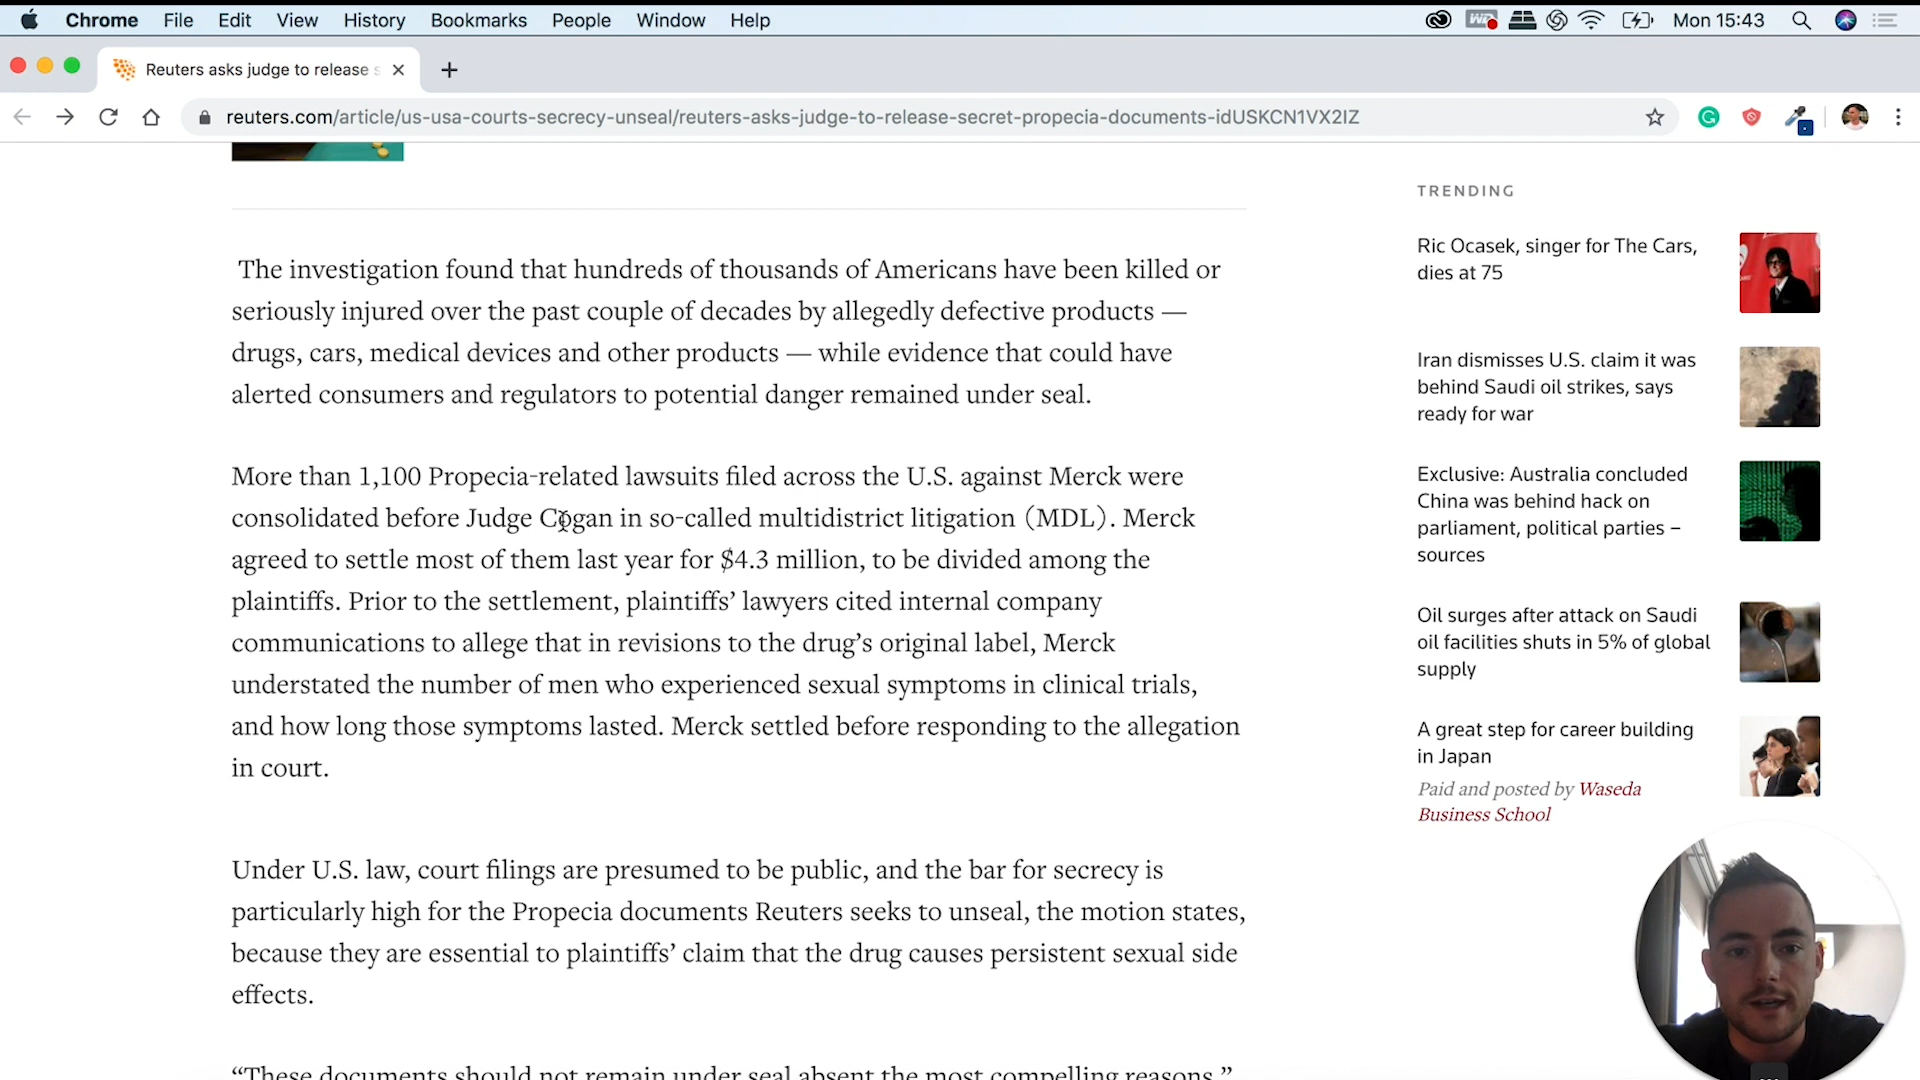 Chrome File Edit View History Bookmarks People Window Help Mon 15:43
Reuters asks judge to release s
reuters.com/article/us-usa-courts-secrecy-unseal/reuters-asks-judge-to-release-secret-propecia-documents-idUSKCN1VX2IZ
The investigation found that hundreds of thousands of Americans have been killed or
seriously injured over the past couple of decades by allegedly defective products —
drugs, cars, medical devices and other products — while evidence that could have
alerted consumers and regulators to potential danger remained under seal.
More than 1,100 Propecia-related lawsuits filed across the U.S. against Merck were
consolidated before Judge Cogan in so-called multidistrict litigation (MDL). Merck
agreed to settle most of them last year for $4.3 million, to be divided among the
plaintiffs. Prior to the settlement, plaintiffs’ lawyers cited internal company
communications to allege that in revisions to the drug’s original label, Merck
understated the number of men who experienced sexual symptoms in clinical trials,
and how long those symptoms lasted. Merck settled before responding to the allegation
in court.
Under U.S. law, court filings are presumed to be public, and the bar for secrecy is
particularly high for the Propecia documents Reuters seeks to unseal, the motion states,
because they are essential to plaintiffs’ claim that the drug causes persistent sexual side
effects.
“These documents should not remain under seal absent the most compelling reasons,”
TRENDING
Ric Ocasek, singer for The Cars,
dies at 75
Iran dismisses U.S. claim it was
behind Saudi oil strikes, says
ready for war
Exclusive: Australia concluded
China was behind hack on
parliament, political parties –
sources
Oil surges after attack on Saudi
oil facilities shuts in 5% of global
supply
A great step for career building
in Japan
Paid and posted by Waseda
Business School